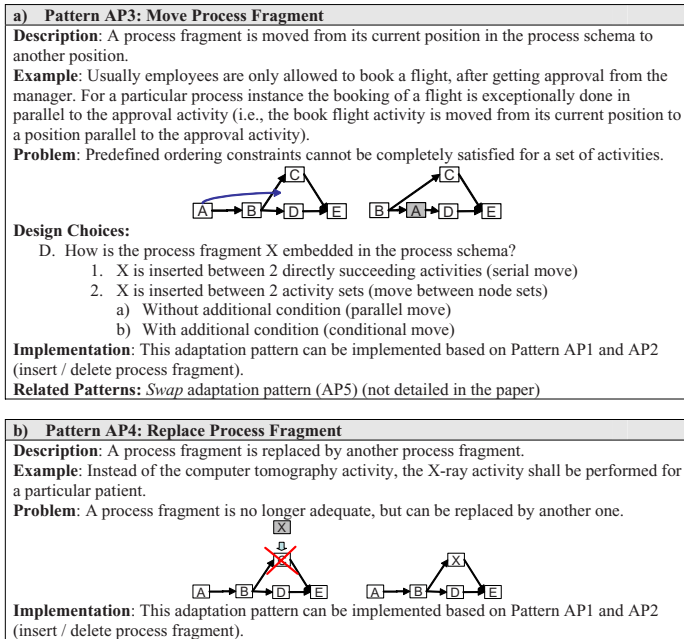 a) Pattern AP3: Move Process Fragment
Description: A process fragment is moved from its current position in the process schema to
another position.
Example: Usually employees are only allowed to book a flight, after getting approval from the
manager. For a particular process instance the booking of a flight is exceptionally done in
parallel to the approval activity (i.e., the book flight activity is moved from its current position to
a position parallel to the approval activity).
Problem: Predefined ordering constraints cannot be completely satisfied for a set of activities.
C C
A B D E B A D E
Design Choices:
D. How is the process fragment X embedded in the process schema?
1. X is inserted between 2 directly succeeding activities (serial move)
2. X is inserted between 2 activity sets (move between node sets)
a) Without additional condition (parallel move)
b) With additional condition (conditional move)
Implementation: This adaptation pattern can be implemented based on Pattern AP1 and AP2
(insert / delete process fragment).
Related Patterns: Swap adaptation pattern (AP5) (not detailed in the paper)
b) Pattern AP4: Replace Process Fragment
Description: A process fragment is replaced by another process fragment.
Example: Instead of the computer tomography activity, the X-ray activity shall be performed for
a particular patient.
Problem: A process fragment is no longer adequate, but can be replaced by another one.
X
X
A B D E A B D E
Implementation: This adaptation pattern can be implemented based on Pattern AP1 and AP2
(insert / delete process fragment).